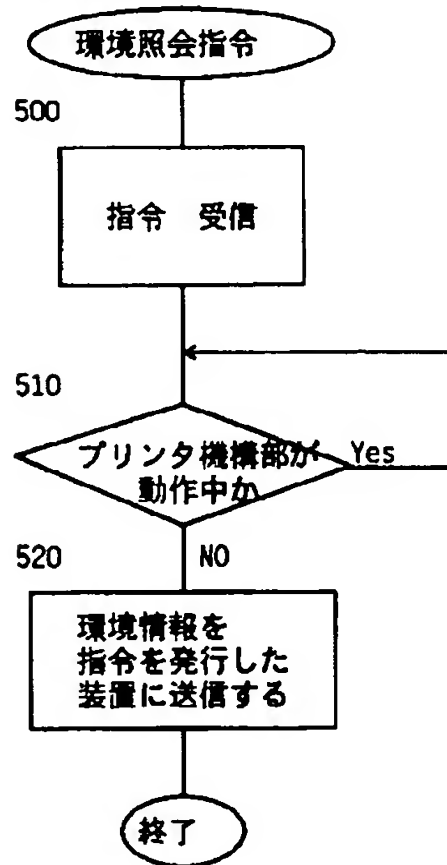 環境照会指令
500
指令 受信
510
プリンタ機構部が
動作中か
Yes
520
NO
環境情報を
指令を発行した
装置に送信する
終了